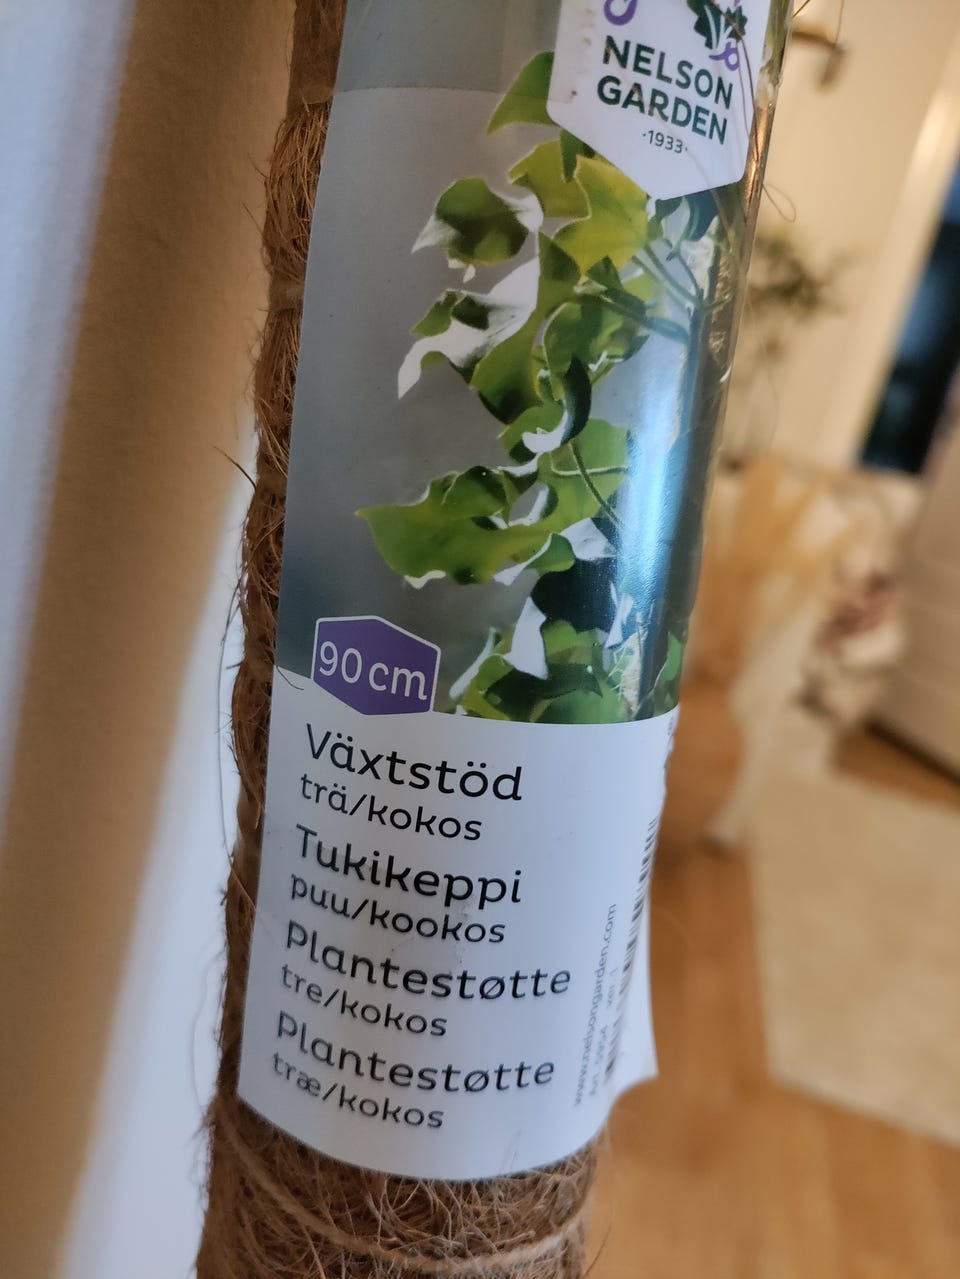 NELSON
GARDEN
·1933·
90 cm
Växtstöd
trä/kokos
Tukikeppi
puu/kookos
Plantestøtte
tre/kokos
Plantestøtte
træ/kokos
www.nelsongarden.com